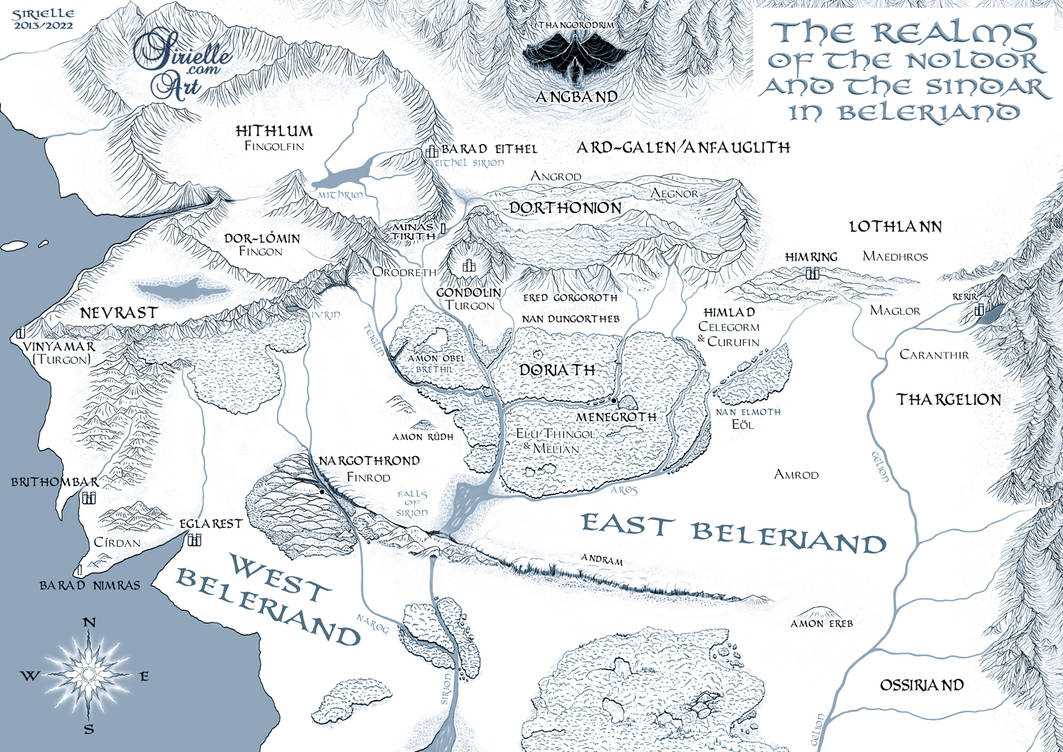 SIRIELLE
2013/2022
Sirielle
.com
Art
THE REALMS
OF THE NOLDOR
AND THE SINDAR
IN BELERIAND
THANGORODRIM
ANGBAND
HITHLUM
FINGOLFIN
MITHRIM
BARAD EITHEL
EITHEL SIRION
ARD-GALEN/ANFAUGLITH
ANGROD
AEGNOR
DORTHONION
LOTHLANN
MAEDHROS
HIMRING
DOR-LÓMIN
FINGON
MINAS
TIRITH
ORODRETH
GONDOLIN
TURGON
ERED GORGOROTH
NAN DUNGORTHEB
HIMLAD
CELEGORM
& CURUFIN
RERIR
MAGLOR
CARANTHIR
THARGELION
NEVRAST
VINYAMAR
(TURGON)
IVRIN
TEIGLIN
AMON OBEL
BRETHIL
DORIATH
MENEGROTH
ELU THINGOL
& MELIAN
NAN ELMOTH
EÖL
AMON RÛDH
NARGOTHROND
FINROD
FALLS
OF
SIRION
AROS
AMROD
GELION
BRITHOMBAR
CÍRDAN
EGLAREST
BARAD NIMRAS
WEST
BELERIAND
EAST BELERIAND
ANDRAM
NAROG
SIRION
AMON EREB
OSSIRIAND
GELION
N
W
E
S